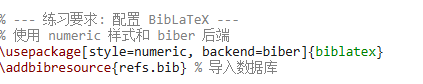 % --- 练习要求: 配置 BibLaTeX ---
% 使用 numeric 样式和 biber 后端
\usepackage[style=numeric, backend=biber]{biblatex}
\addbibresource{refs.bib} % 导入数据库